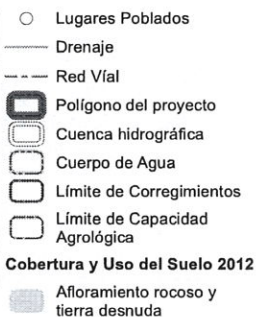 Lugares Poblados
Drenaje
Red Víal
Polígono del proyecto
Cuenca hidrográfica
Cuerpo de Agua
Límite de Corregimientos
Límite de Capacidad
Agrológica
Cobertura y Uso del Suelo 2012
Afloramiento rocoso y
tierra desnuda